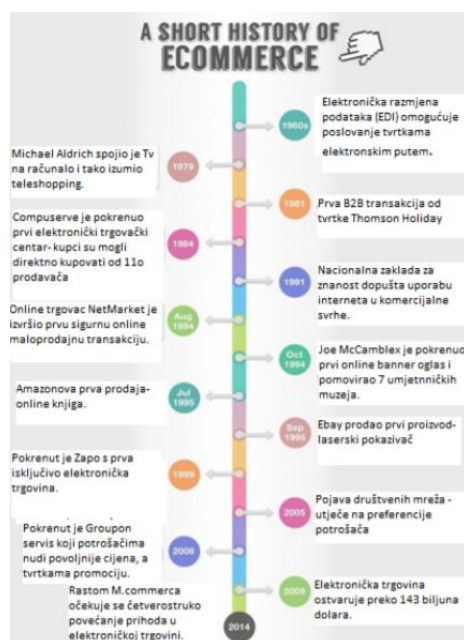 A SHORT HISTORY OF
ECOMMERCE
1960s
Elektronička razmjena
podataka (EDI) omogućuje
poslovanje tvrtkama
elektronskim putem.
Michael Aldrich spojio je Tv
na računalo i tako izumio
teleshopping.
1979
1981
Prva B2B transakcija od
tvrtke Thomson Holiday
Compuserve je pokrenuo
prvi elektronički trgovački
centar- kupci su mogli
direktno kupovati od 11o
prodavača
1984
1991
Nacionalna zaklada za
znanost dopušta uporabu
interneta u komercijalne
svrhe.
Online trgovac NetMarket je
izvršio prvu sigurnu online
maloprodajnu transakciju.
Aug
1994
Oct
1994
Joe McCamblex je pokrenuo
prvi online banner oglas i
pomovirao 7 umjetnničkih
muzeja.
Amazonova prva prodaja-
online knjiga.
Jul
1995
Sep
1995
Ebay prodao prvi proizvod-
laserski pokazivač
Pokrenut je Zapo s prva
isključivo elektronička
trgovina.
1999
2005
Pojava društvenih mreža -
utječe na preferencije
potrošača
Pokrenut je Groupon
servis koji potrošačima
nudi povoljnije cijena, a
tvrtkama promociju.
2008
2009
Elektronička trgovina
ostvaruje preko 143 biljuna
dolara.
Rastom M.commerca
očekuje se četverostruko
povećanje prihoda u
elektroničkoj trgovini.
2014